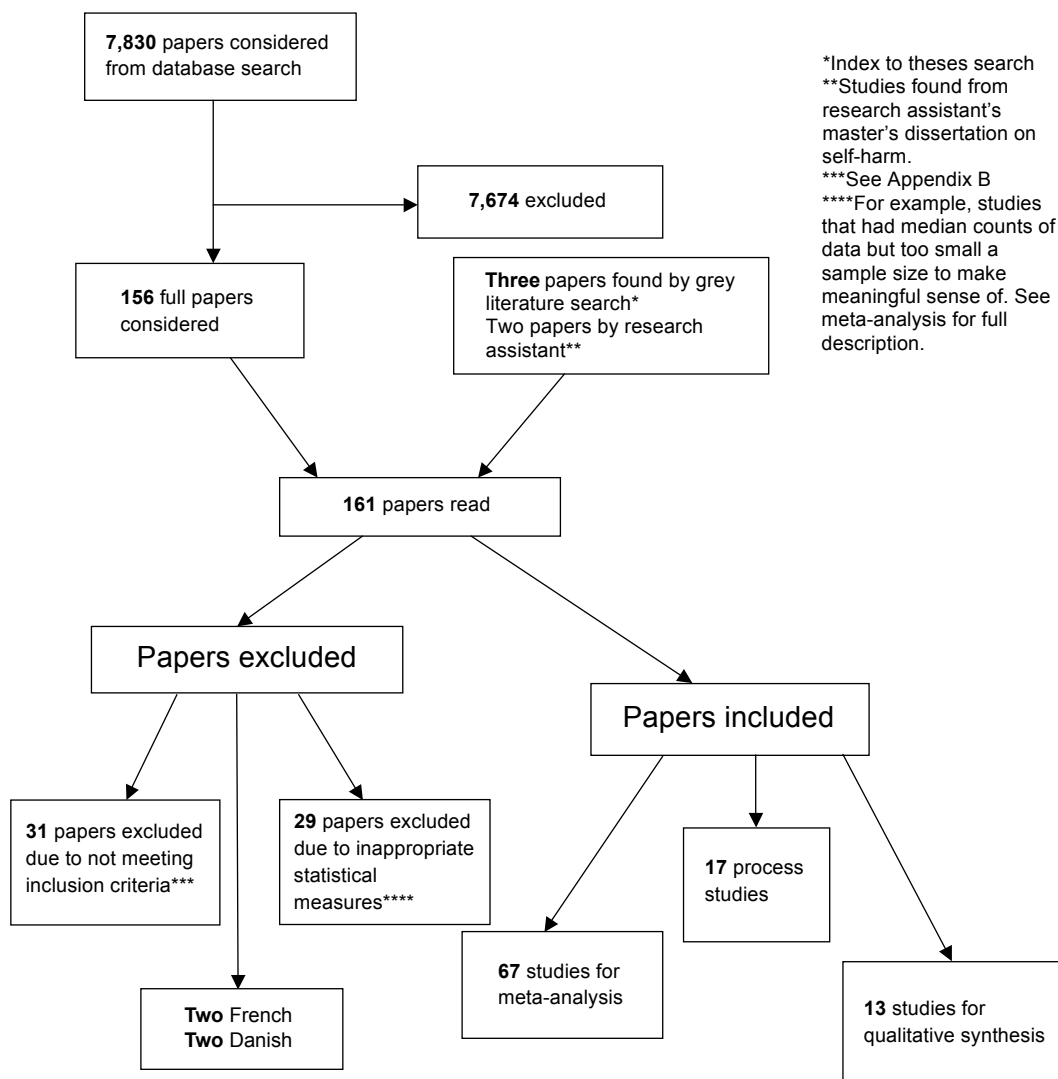 7,830 papers considered
from database search
*Index to theses search
**Studies found from
research assistant's
master's dissertation on
self-harm.
***See Appendix B
****For example, studies
that had median counts of
data but too small a
sample size to make
meaningful sense of. See
meta-analysis for full
description.
7,674 excluded
156 full papers
considered
Three papers found by grey
literature search*
Two papers by research
assistant**
161 papers read
Papers excluded
Papers included
31 papers excluded
due to not meeting
inclusion criteria***
29 papers excluded
due to inappropriate
statistical
measures****
17 process
studies
67 studies for
meta-analysis
Two French
Two Danish
13 studies for
qualitative synthesis